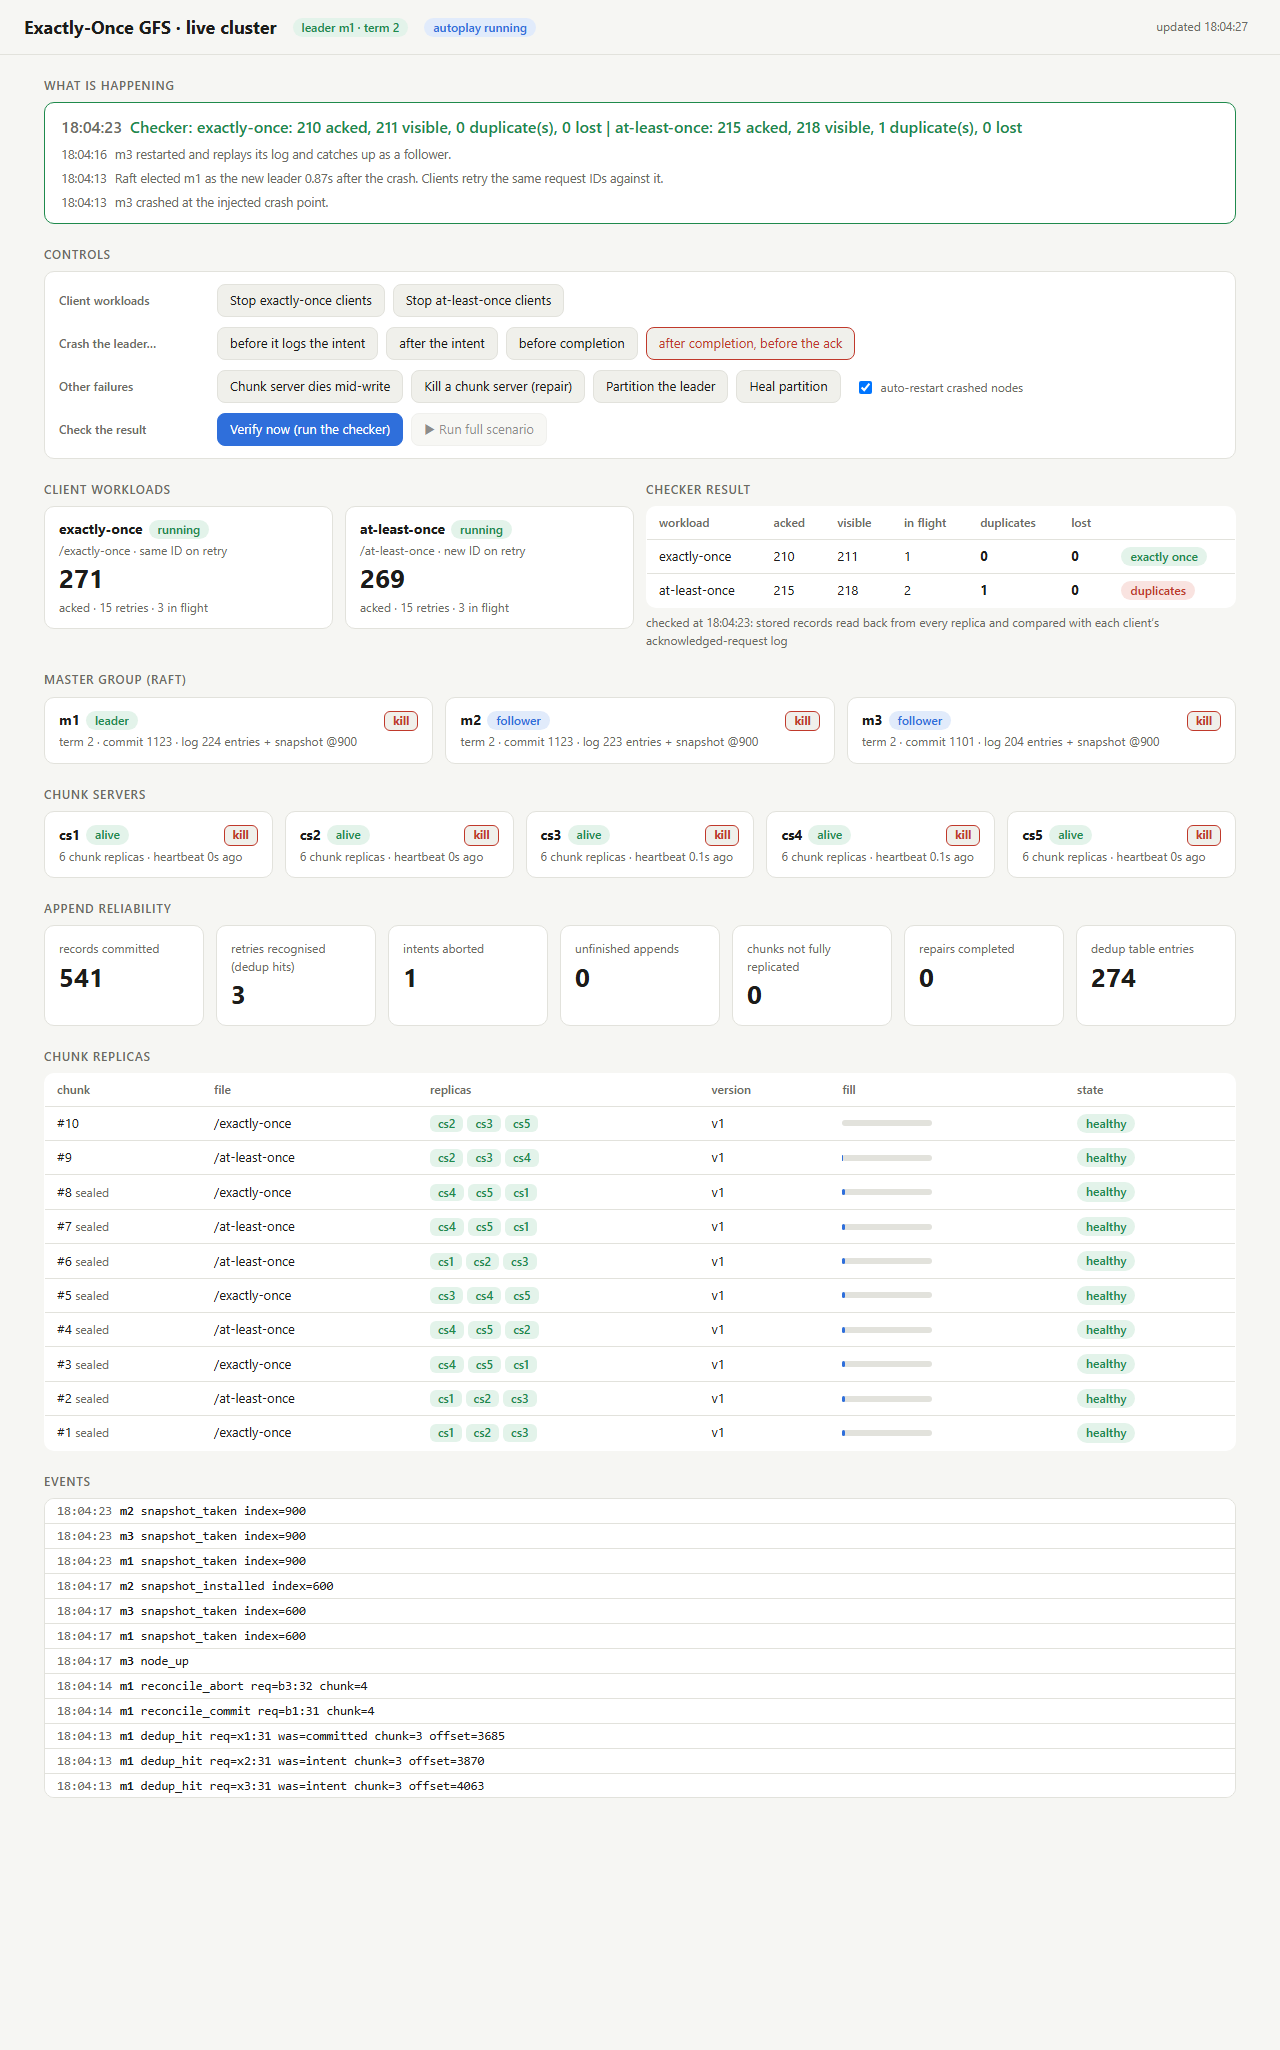 Exactly-Once GFS · live cluster leader m1 · term 2 autoplay running updated 18:04:27
WHAT IS HAPPENING
18:04:23 Checker: exactly-once: 210 acked, 211 visible, 0 duplicate(s), 0 lost | at-least-once: 215 acked, 218 visible, 1 duplicate(s), 0 lost
18:04:16 m3 restarted and replays its log and catches up as a follower.
18:04:13 Raft elected m1 as the new leader 0.87s after the crash. Clients retry the same request IDs against it.
18:04:13 m3 crashed at the injected crash point.
CONTROLS
Client workloads Stop exactly-once clients Stop at-least-once clients
Crash the leader... before it logs the intent after the intent before completion after completion, before the ack
Other failures Chunk server dies mid-write Kill a chunk server (repair) Partition the leader Heal partition auto-restart crashed nodes
Check the result Verify now (run the checker) ▶ Run full scenario
CLIENT WORKLOADS
exactly-once running
/exactly-once · same ID on retry
271
acked · 15 retries · 3 in flight
at-least-once running
/at-least-once · new ID on retry
269
acked · 15 retries · 3 in flight
CHECKER RESULT
workload acked visible in flight duplicates lost
exactly-once 210 211 1 0 0 exactly once
at-least-once 215 218 2 1 0 duplicates
checked at 18:04:23: stored records read back from every replica and compared with each client's
acknowledged-request log
MASTER GROUP (RAFT)
m1 leader kill
term 2 · commit 1123 · log 224 entries + snapshot @900
m2 follower kill
term 2 · commit 1123 · log 223 entries + snapshot @900
m3 follower kill
term 2 · commit 1101 · log 204 entries + snapshot @900
CHUNK SERVERS
cs1 alive kill
6 chunk replicas · heartbeat 0s ago
cs2 alive kill
6 chunk replicas · heartbeat 0s ago
cs3 alive kill
6 chunk replicas · heartbeat 0.1s ago
cs4 alive kill
6 chunk replicas · heartbeat 0.1s ago
cs5 alive kill
6 chunk replicas · heartbeat 0s ago
APPEND RELIABILITY
records committed
541
retries recognised
(dedup hits)
3
intents aborted
1
unfinished appends
0
chunks not fully
replicated
0
repairs completed
0
dedup table entries
274
CHUNK REPLICAS
chunk file replicas version fill state
#10 /exactly-once cs2 cs3 cs5 v1 healthy
#9 /at-least-once cs2 cs3 cs4 v1 healthy
#8 sealed /exactly-once cs4 cs5 cs1 v1 healthy
#7 sealed /at-least-once cs4 cs5 cs1 v1 healthy
#6 sealed /at-least-once cs1 cs2 cs3 v1 healthy
#5 sealed /exactly-once cs3 cs4 cs5 v1 healthy
#4 sealed /at-least-once cs4 cs5 cs2 v1 healthy
#3 sealed /exactly-once cs4 cs5 cs1 v1 healthy
#2 sealed /at-least-once cs1 cs2 cs3 v1 healthy
#1 sealed /exactly-once cs1 cs2 cs3 v1 healthy
EVENTS
18:04:23 m2 snapshot_taken index=900
18:04:23 m3 snapshot_taken index=900
18:04:23 m1 snapshot_taken index=900
18:04:17 m2 snapshot_installed index=600
18:04:17 m3 snapshot_taken index=600
18:04:17 m1 snapshot_taken index=600
18:04:17 m3 node_up
18:04:14 m1 reconcile_abort req=b3:32 chunk=4
18:04:14 m1 reconcile_commit req=b1:31 chunk=4
18:04:13 m1 dedup_hit req=x1:31 was=committed chunk=3 offset=3685
18:04:13 m1 dedup_hit req=x2:31 was=intent chunk=3 offset=3870
18:04:13 m1 dedup_hit req=x3:31 was=intent chunk=3 offset=4063